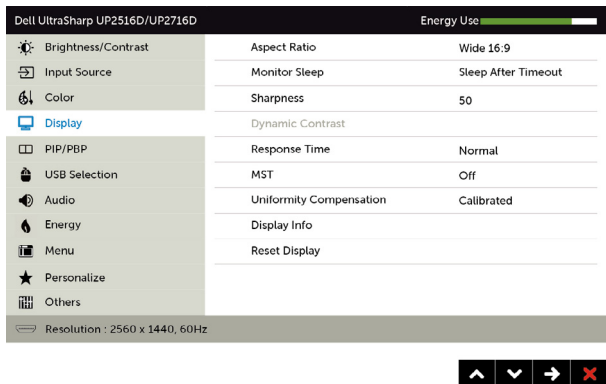 Dell UltraSharp UP2516D/UP2716D Energy Use
Brightness/Contrast
Input Source
Color
Display
PIP/PBP
USB Selection
Audio
Energy
Menu
Personalize
Others
Aspect Ratio Wide 16:9
Monitor Sleep Sleep After Timeout
Sharpness 50
Dynamic Contrast
Response Time Normal
MST Off
Uniformity Compensation Calibrated
Display Info
Reset Display
Resolution : 2560 x 1440, 60Hz